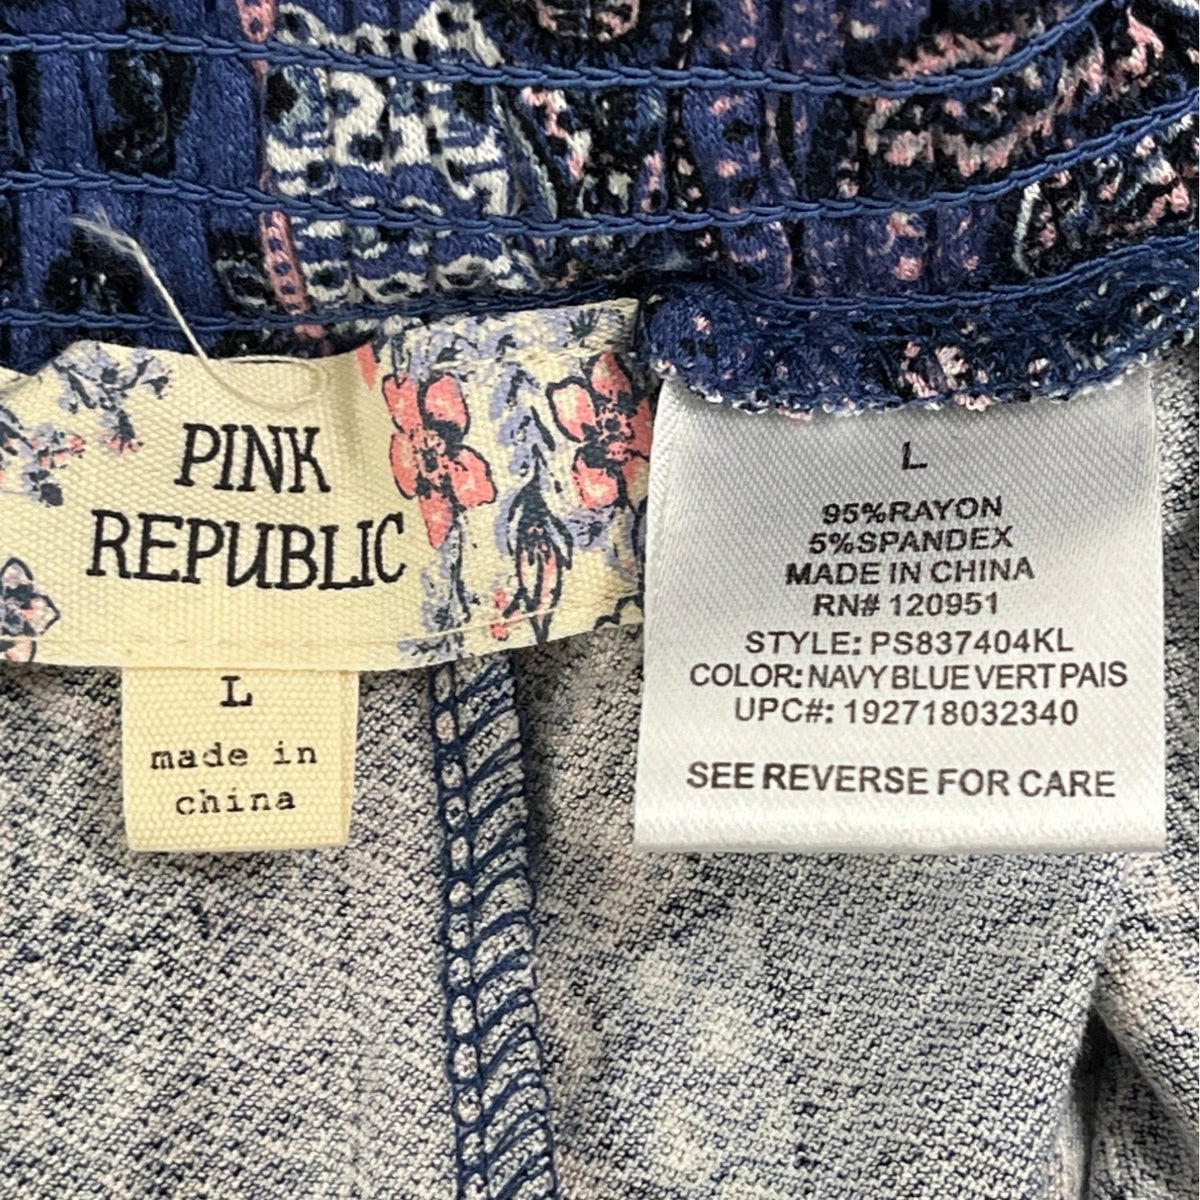 PINK
REPUBLIC
L
made in
china
L
95%RAYON
5%SPANDEX
MADE IN CHINA
RN# 120951
STYLE: PS837404KL
COLOR: NAVY BLUE VERT PAIS
UPC#: 192718032340
SEE REVERSE FOR CARE